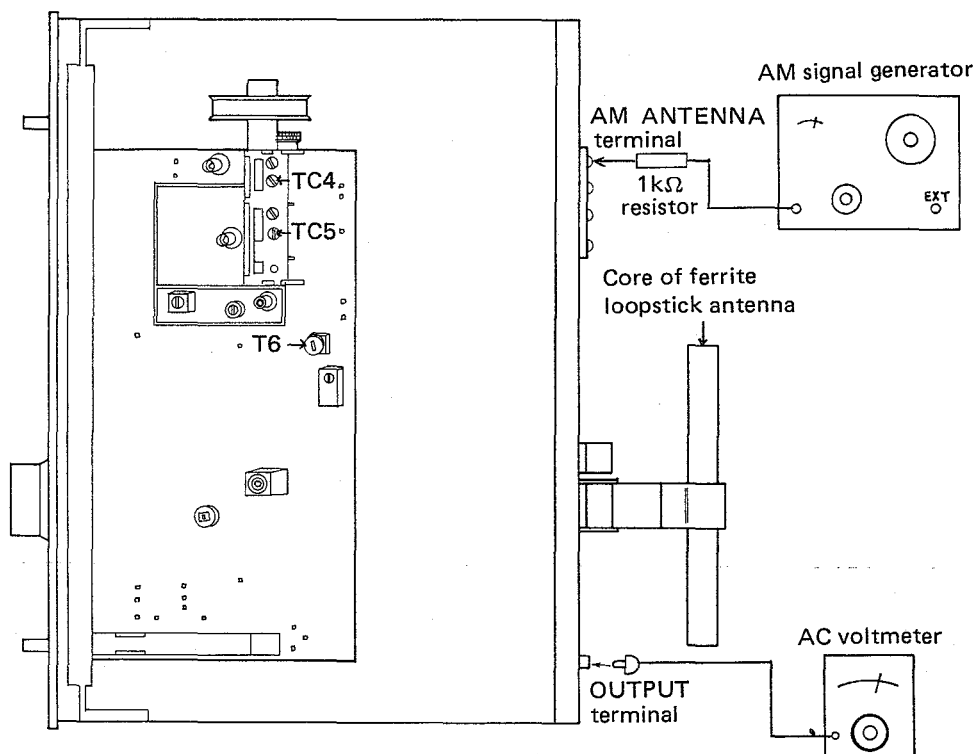 AM signal generator
AM ANTENNA
terminal
1kΩ
resistor
EXT
TC4
TC5
Core of ferrite
loopstick antenna
T6
AC voltmeter
OUTPUT
terminal